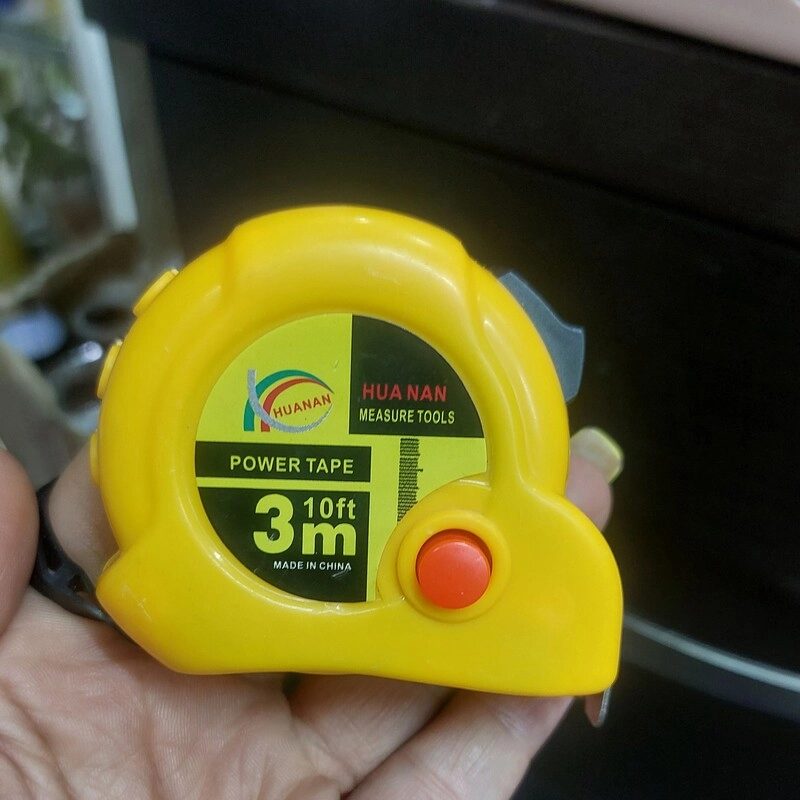 HUANAN
HUA NAN
MEASURE TOOLS
POWER TAPE
10ft
3m
MADE IN CHINA